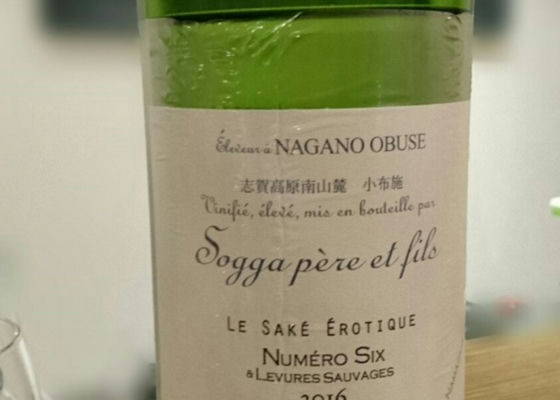 Éleveur à NAGANO OBUSE
志賀高原南山麓 小布施
Vinifié, élevé, mis en bouteille par
Sogga père et fils
LE SAKÉ ÉROTIQUE
NUMÉRO SIX
à LEVURES SAUVAGES
2016